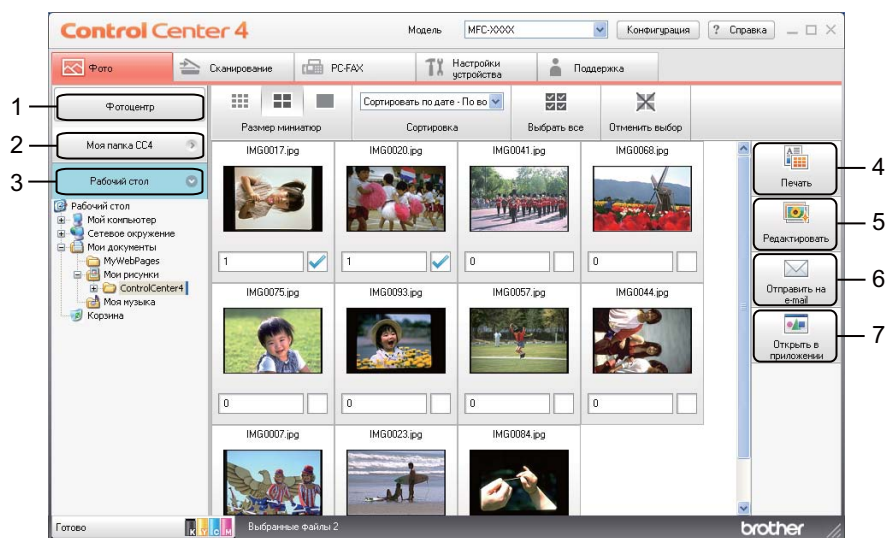 Control Center 4
Модель
MFC-XXXX
Конфигурация
? Справка
Фото
Сканирование
PC-FAX
Настройки
устройства
Поддержка
1
Фотоцентр
2
Моя папка CC4
3
Рабочий стол
Рабочий стол
Мой компьютер
Сетевое окружение
Мои документы
MyWebPages
Мои рисунки
ControlCenter4
Моя музыка
Корзина
Размер миниатюр
Сортировать по дате - По во
Сортировка
Выбрать все
Отменить выбор
IMG0017.jpg
IMG0020.jpg
IMG0041.jpg
IMG0068.jpg
1
1
0
0
IMG0075.jpg
IMG0093.jpg
IMG0057.jpg
IMG0044.jpg
0
0
0
0
IMG0007.jpg
IMG0023.jpg
IMG0084.jpg
Печать
4
Редактировать
5
Отправить на
e-mail
6
Открыть в
приложении
7
Готово
K Y C M
Выбранные файлы 2
brother